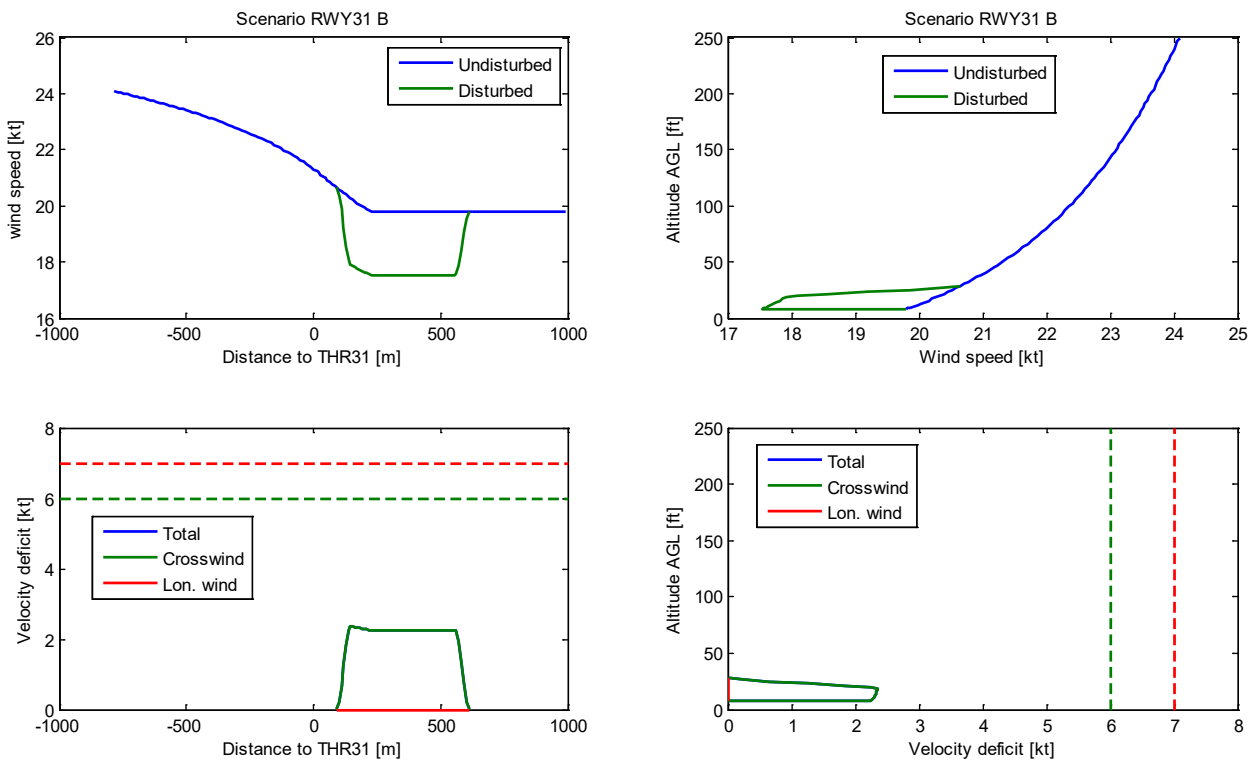 Scenario RWY31 B
26
24
22
20
18
16
wind speed [kt]
Undisturbed
Disturbed
-1000
-500
0
500
1000
Distance to THR31 [m]
Scenario RWY31 B
250
200
150
100
50
0
Altitude AGL [ft]
Undisturbed
Disturbed
17
18
19
20
21
22
23
24
25
Wind speed [kt]
8
6
4
2
0
Velocity deficit [kt]
Total
Crosswind
Lon. wind
-1000
-500
0
500
1000
Distance to THR31 [m]
250
200
150
100
50
0
Altitude AGL [ft]
Total
Crosswind
Lon. wind
0
1
2
3
4
5
6
7
8
Velocity deficit [kt]